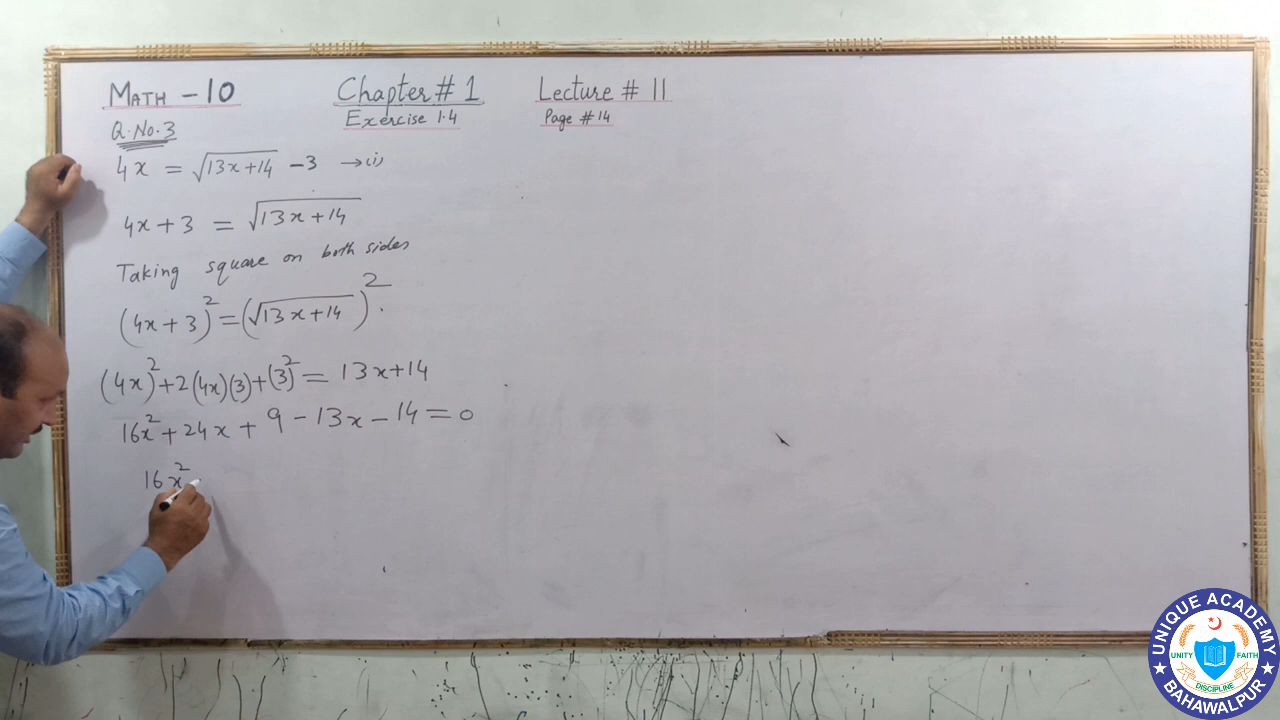 MATH - 10
Chapter # 1
Lecture # 11
Exercise 1.4
Page # 14
Q.No.3
4x = √13x+14 - 3 →(i)
4x + 3 = √13x+14
Taking square on both sides
(4x+3)² = (√13x+14)².
(4x)² + 2(4x)(3) + (3)² = 13x+14
16x² + 24x + 9 - 13x - 14 = 0
16x²
UNIQUE ACADEMY
UNITY FAITH
DISCIPLINE
BAHAWALPUR